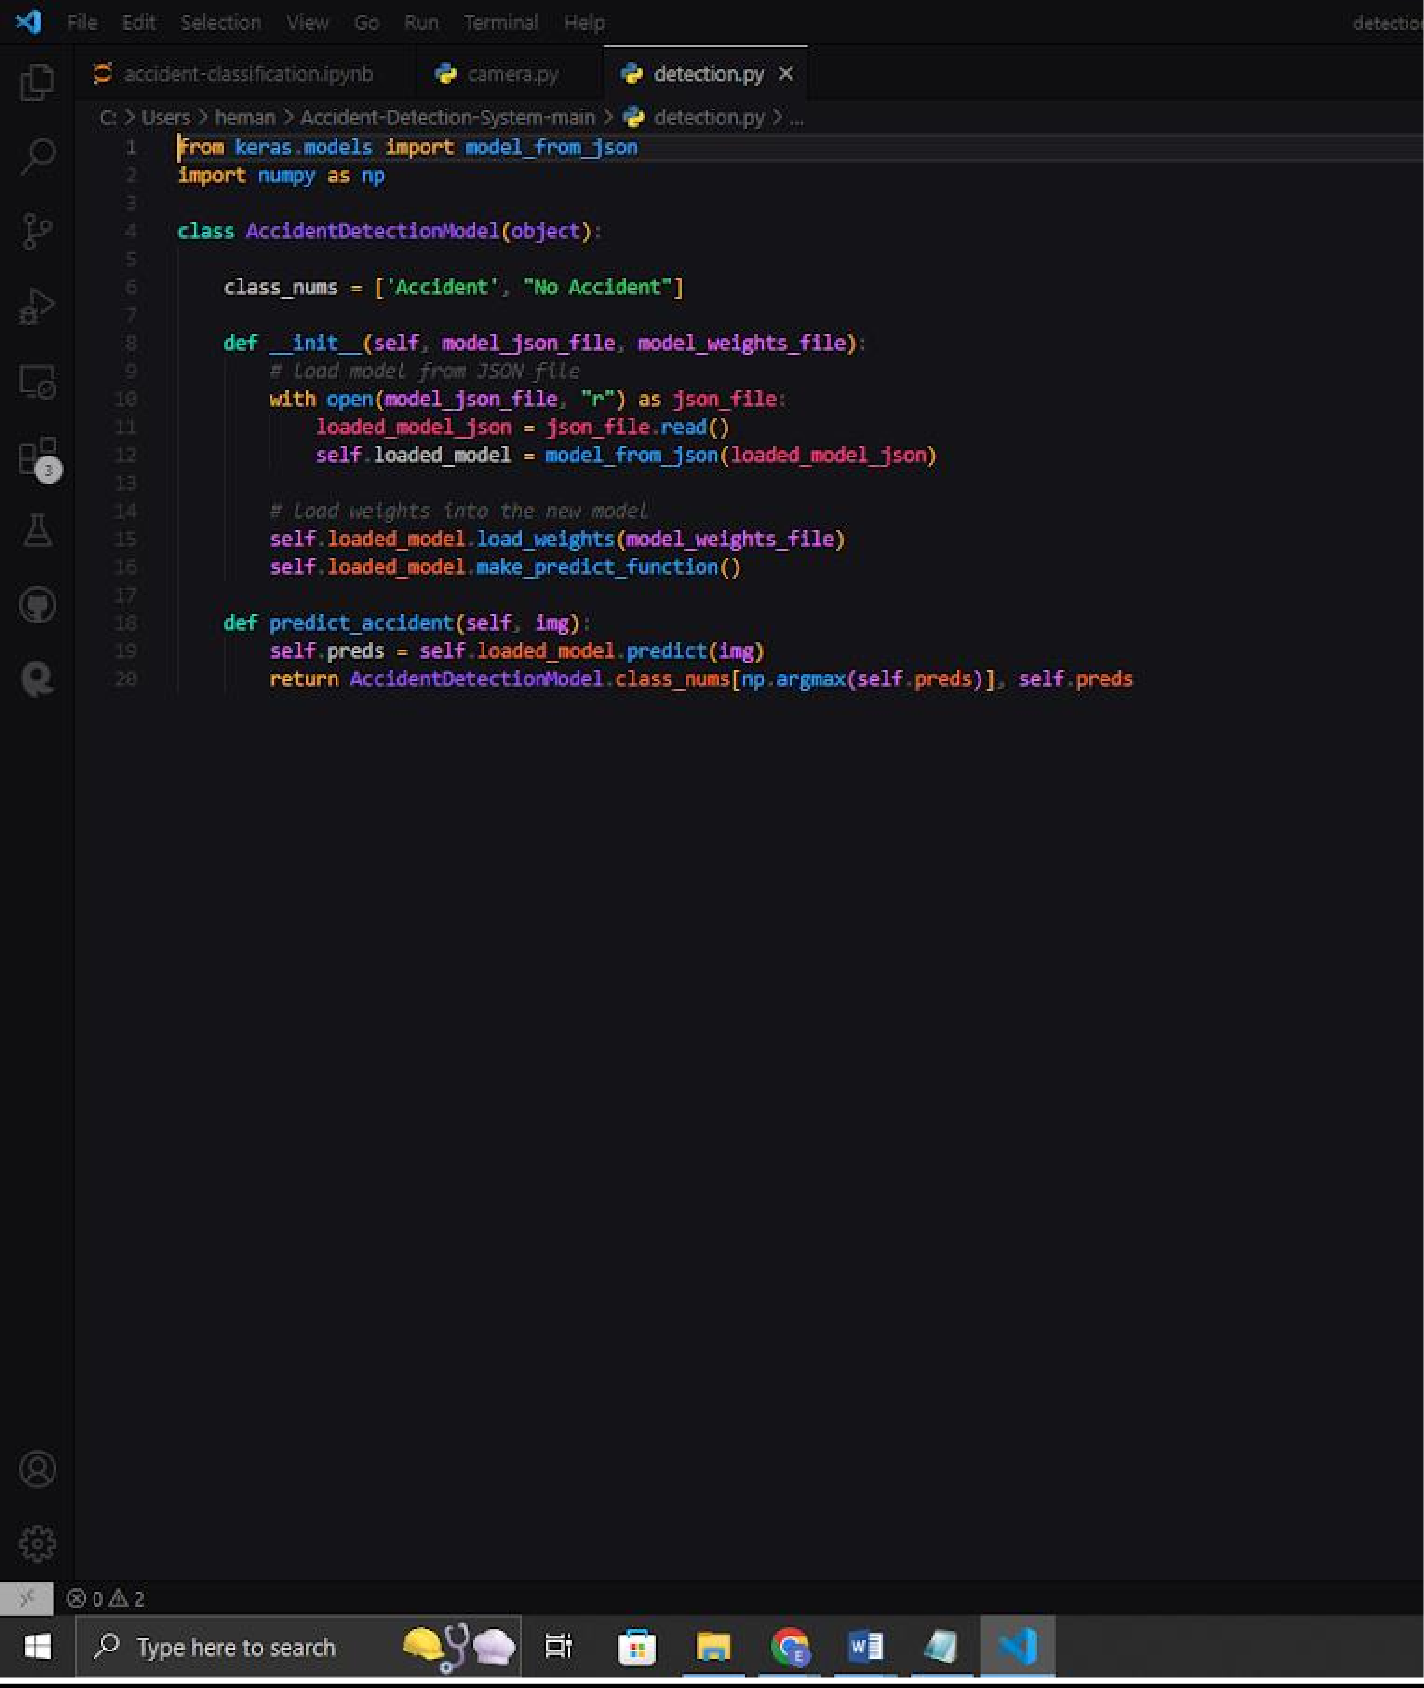 File Edit Selection View Go Run Terminal Help detection
accident-classification.ipynb camera.py detection.py ×
C: > Users > heman > Accident-Detection-System-main > detection.py > ...
1 from keras.models import model_from_json
2 import numpy as np
3
4 class AccidentDetectionModel(object):
5
6 class_nums = ['Accident', "No Accident"]
7
8 def __init__(self, model_json_file, model_weights_file):
9 # Load model from JSON file
10 with open(model_json_file, "r") as json_file:
11 loaded_model_json = json_file.read()
12 self.loaded_model = model_from_json(loaded_model_json)
13
14 # Load weights into the new model
15 self.loaded_model.load_weights(model_weights_file)
16 self.loaded_model.make_predict_function()
17
18 def predict_accident(self, img):
19 self.preds = self.loaded_model.predict(img)
20 return AccidentDetectionModel.class_nums[np.argmax(self.preds)], self.preds
3
0 2
Type here to search